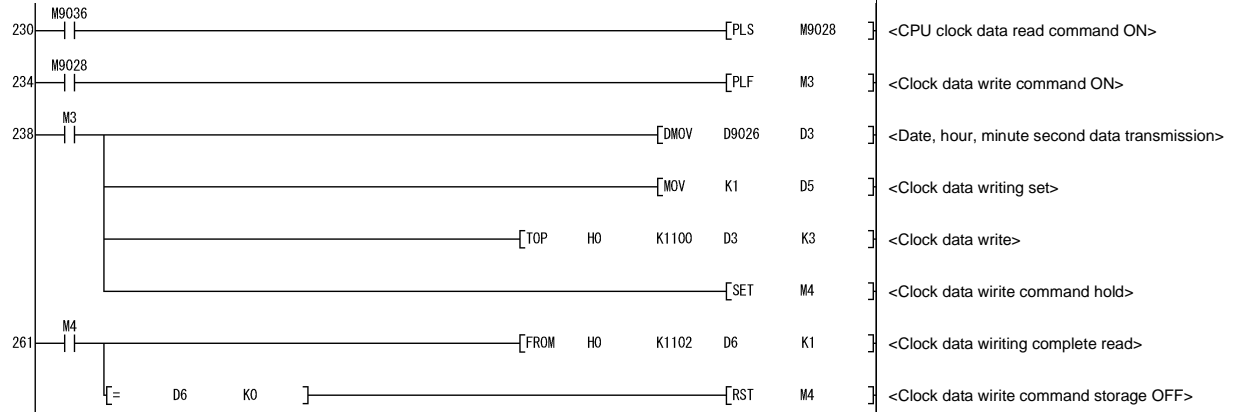 M9036
230 PLS M9028 <CPU clock data read command ON>
M9028
234 PLF M3 <Clock data write command ON>
M3
238 DMOV D9026 D3 <Date, hour, minute second data transmission>
MOV K1 D5 <Clock data writing set>
TOP H0 K1100 D3 K3 <Clock data write>
SET M4 <Clock data wirite command hold>
M4
261 FROM H0 K1102 D6 K1 <Clock data wiriting complete read>
= D6 K0 RST M4 <Clock data wirite command storage OFF>